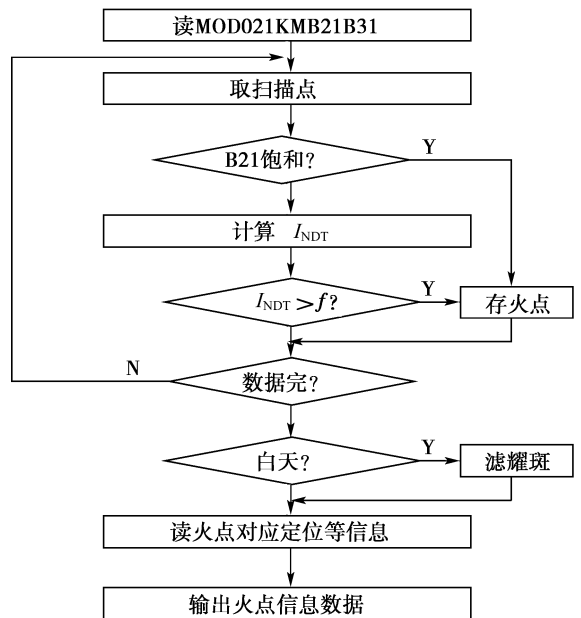 读MOD021KMB21B31
取扫描点
B21饱和?
Y
计算 I_NDT
I_NDT>f?
Y
存火点
N
数据完?
白天?
Y
滤耀斑
读火点对应定位等信息
输出火点信息数据